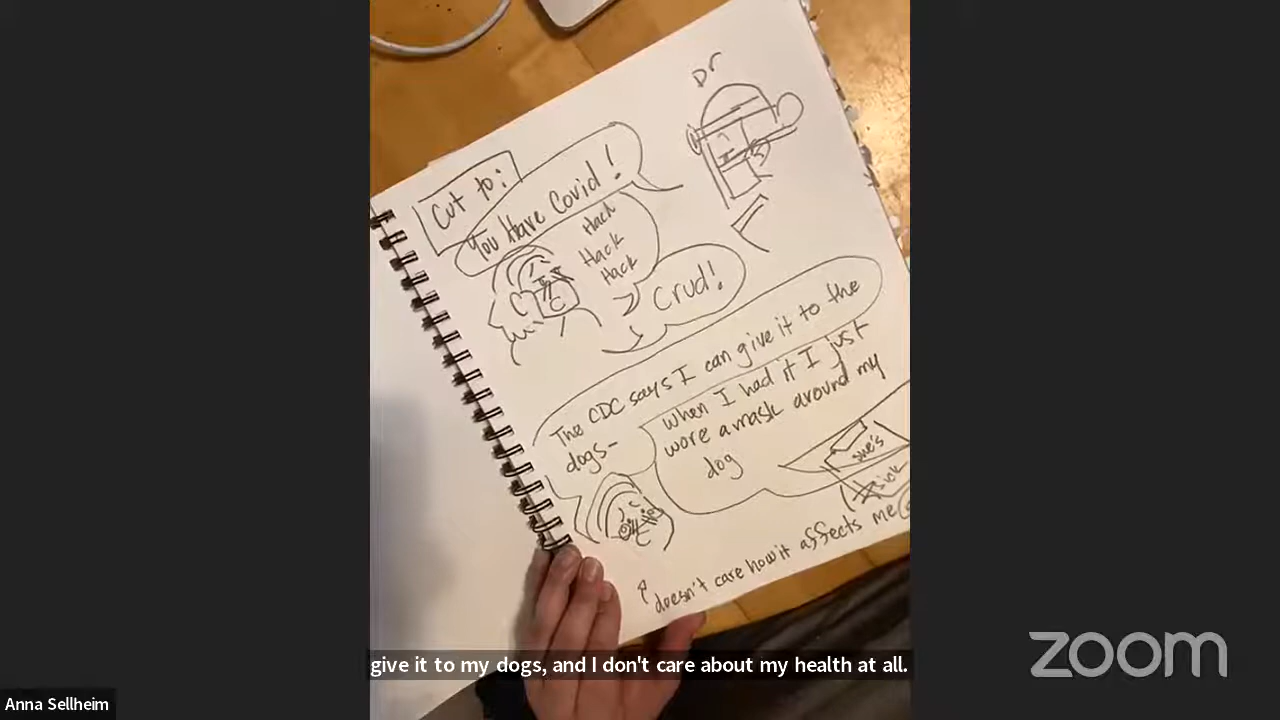 Dr
Cut to:
You Have Covid!
Hack
Hack
Hack
Crud!
The CDC says I can give it to the
dogs-
When I had it I just
wore a mask around my
dog
she's
sick
doesn't care how it affects me
give it to my dogs, and I don't care about my health at all.
zoom
Anna Sellheim